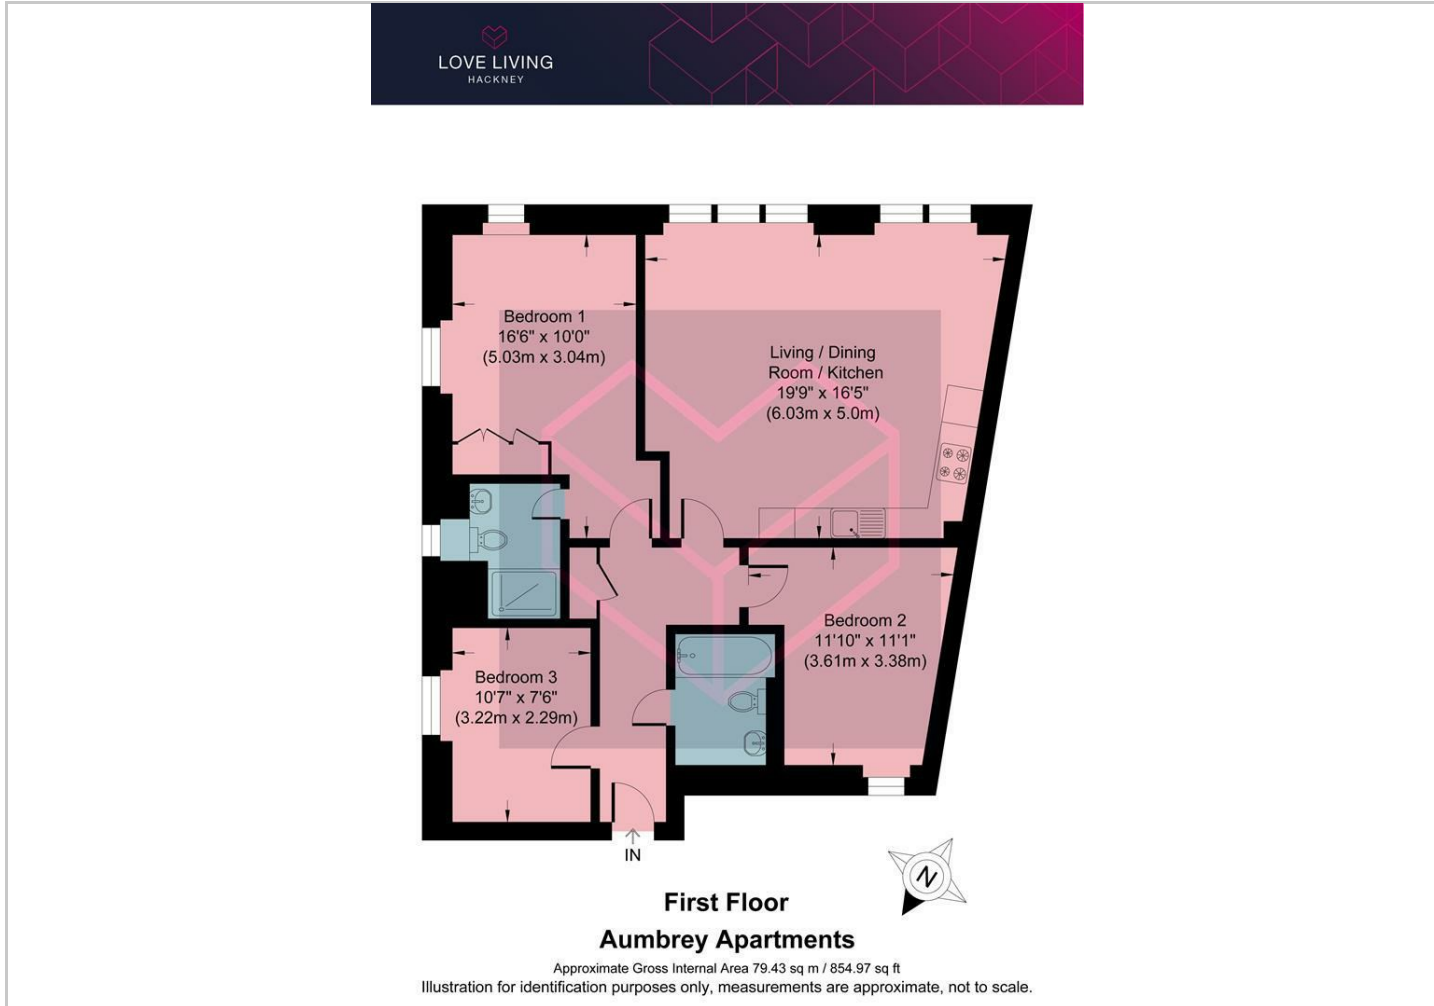 LOVE LIVING
HACKNEY
Bedroom 1
16'6" x 10'0"
(5.03m x 3.04m)
Living / Dining
Room / Kitchen
19'9" x 16'5"
(6.03m x 5.0m)
Bedroom 2
11'10" x 11'1"
(3.61m x 3.38m)
Bedroom 3
10'7" x 7'6"
(3.22m x 2.29m)
IN
N
First Floor
Aumbrey Apartments
Approximate Gross Internal Area 79.43 sq m / 854.97 sq ft
Illustration for identification purposes only, measurements are approximate, not to scale.